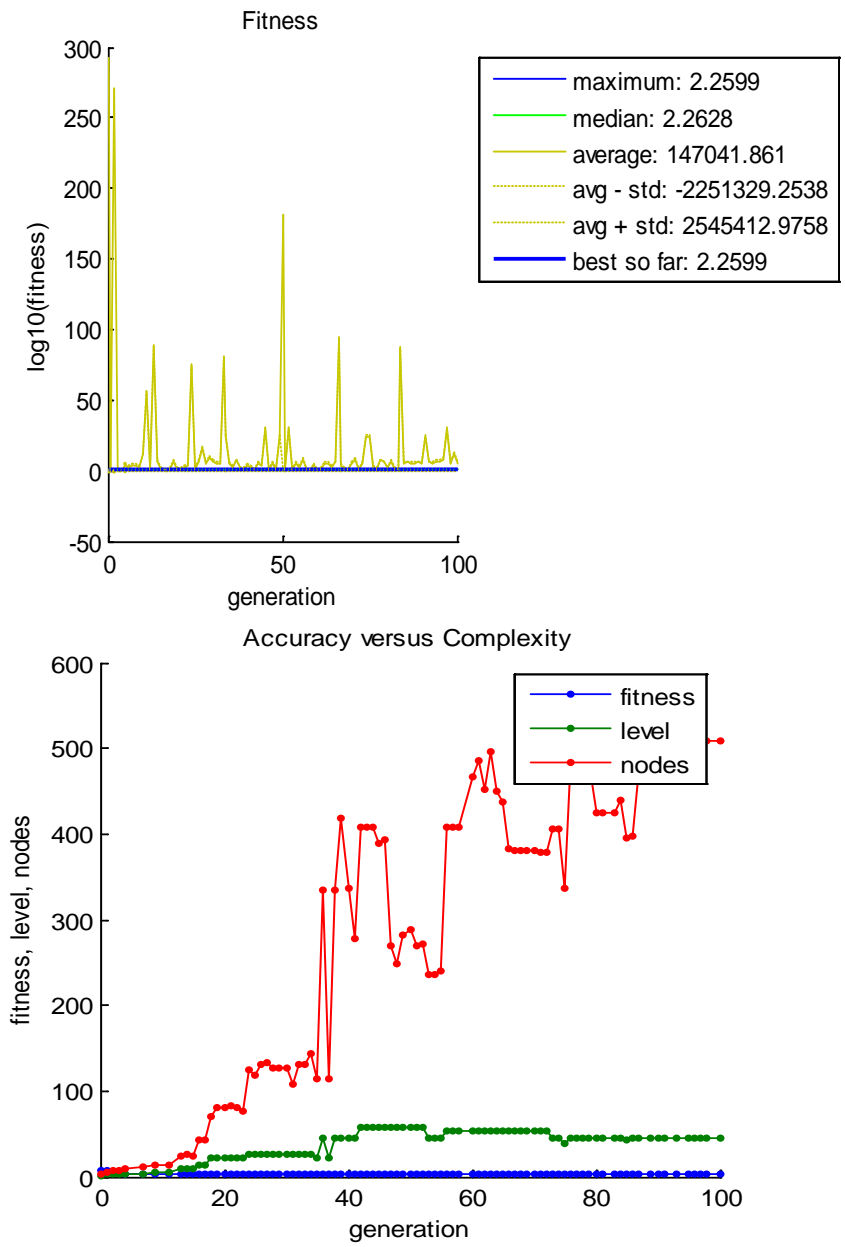 Fitness
300
250
200
150
100
50
0
-50
log10(fitness)
0 50 100
generation
maximum: 2.2599
median: 2.2628
average: 147041.861
avg - std: -2251329.2538
avg + std: 2545412.9758
best so far: 2.2599
Accuracy versus Complexity
600
500
400
300
200
100
0
fitness, level, nodes
0 20 40 60 80 100
generation
fitness
level
nodes